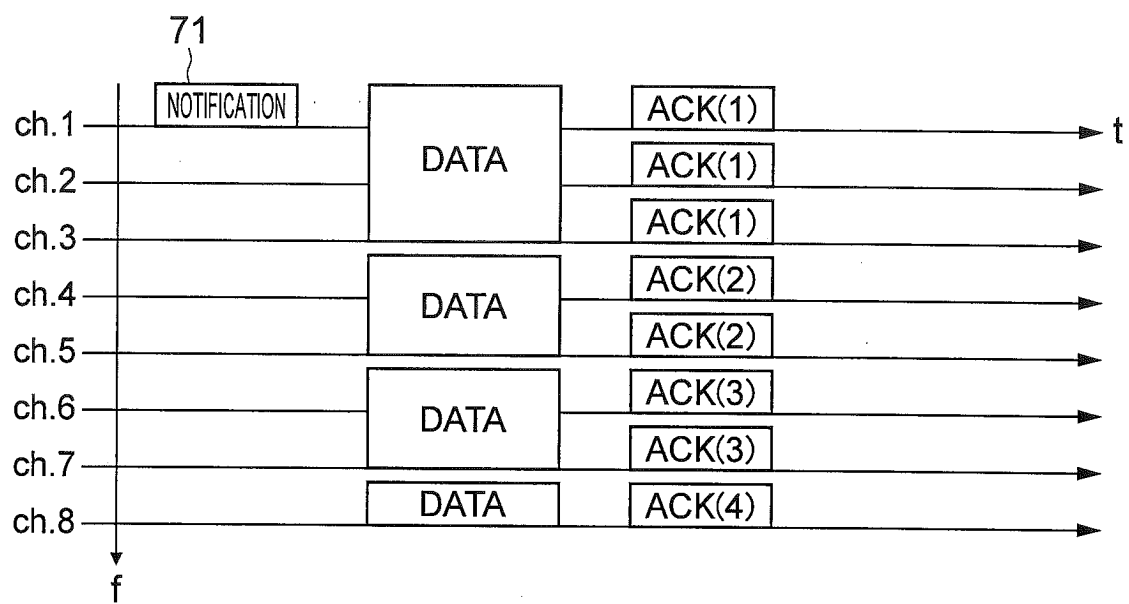 71
NOTIFICATION
ch.1
DATA
ACK(1)
t
ch.2
ACK(1)
ch.3
ACK(1)
ch.4
DATA
ACK(2)
ch.5
ACK(2)
ch.6
DATA
ACK(3)
ch.7
ACK(3)
ch.8
DATA
ACK(4)
f